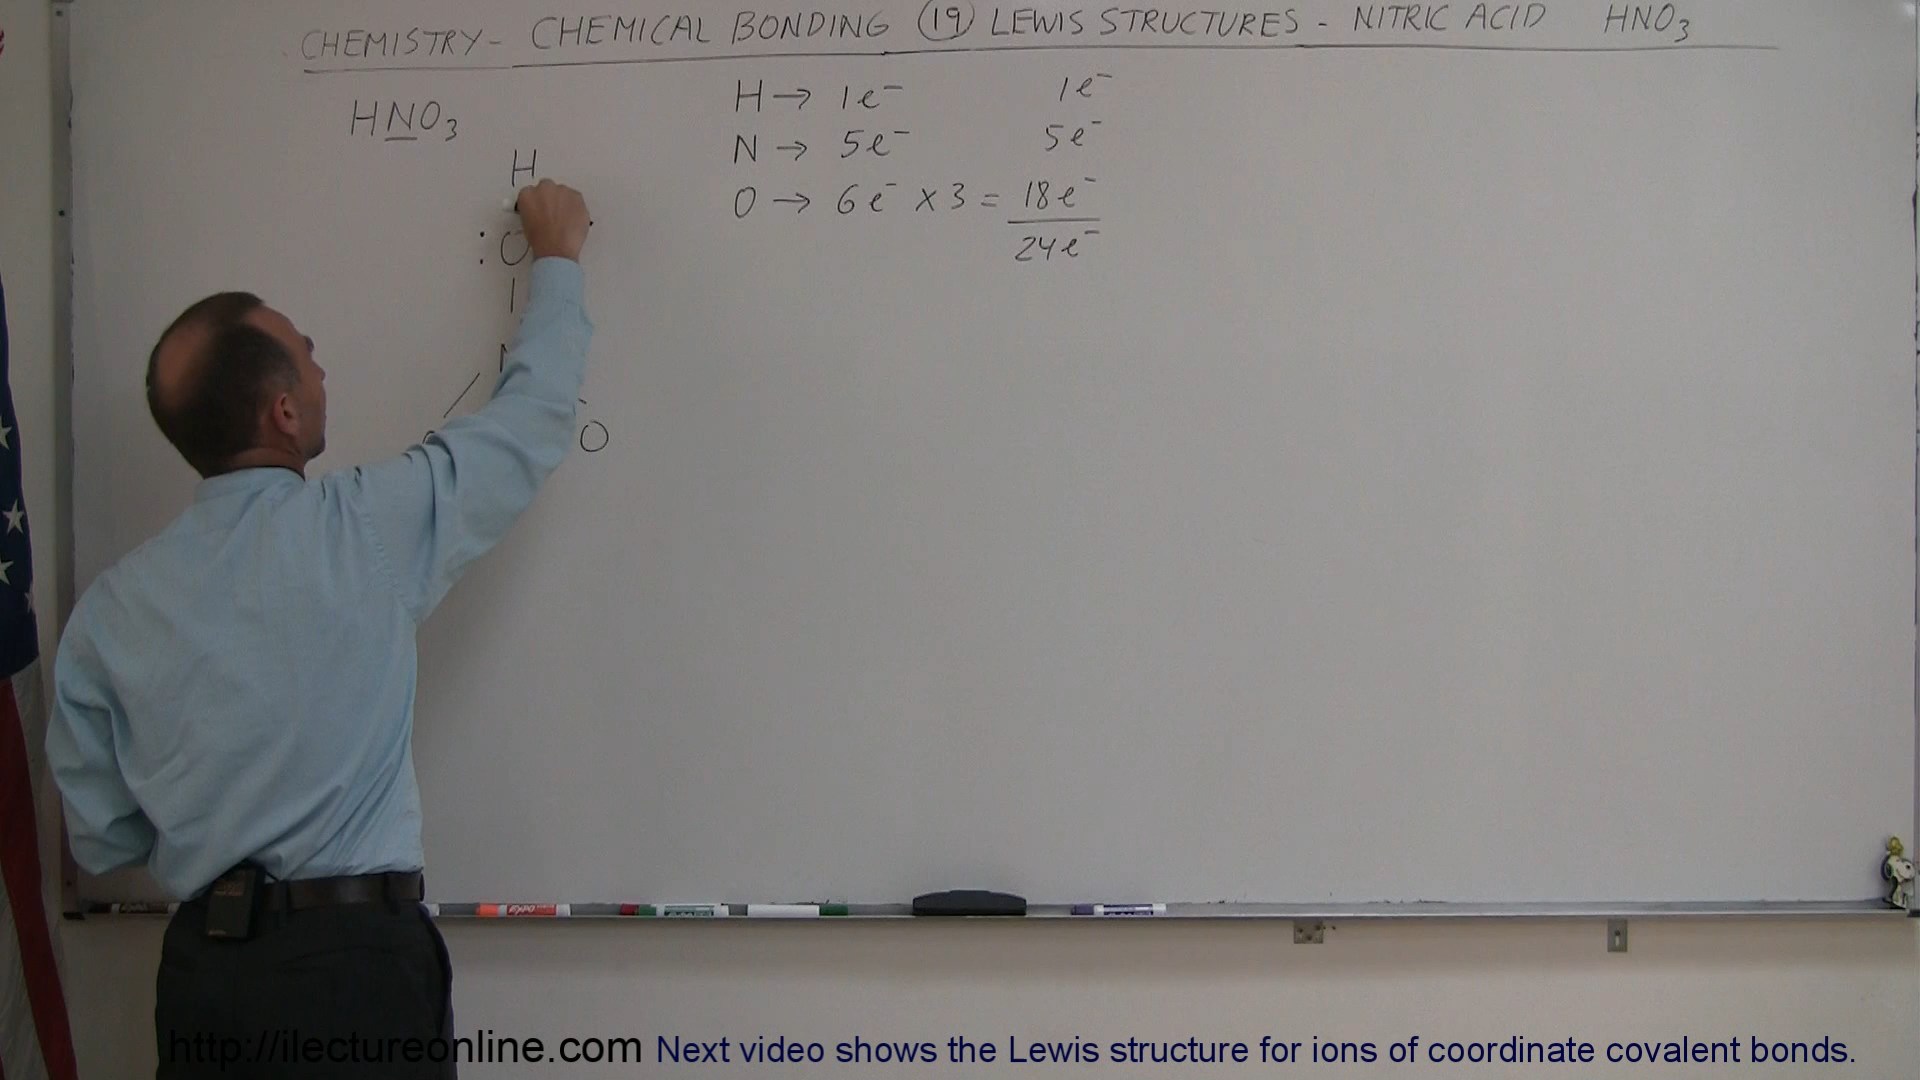 CHEMISTRY - CHEMICAL BONDING (19) LEWIS STRUCTURES - NITRIC ACID HNO₃
HNO₃
H → 1e⁻ 1e⁻
N → 5e⁻ 5e⁻
O → 6e⁻ x 3 = 18e⁻
24e⁻
H
:O
|
N
/
O
EXPO
http://ilectureonline.com Next video shows the Lewis structure for ions of coordinate covalent bonds.